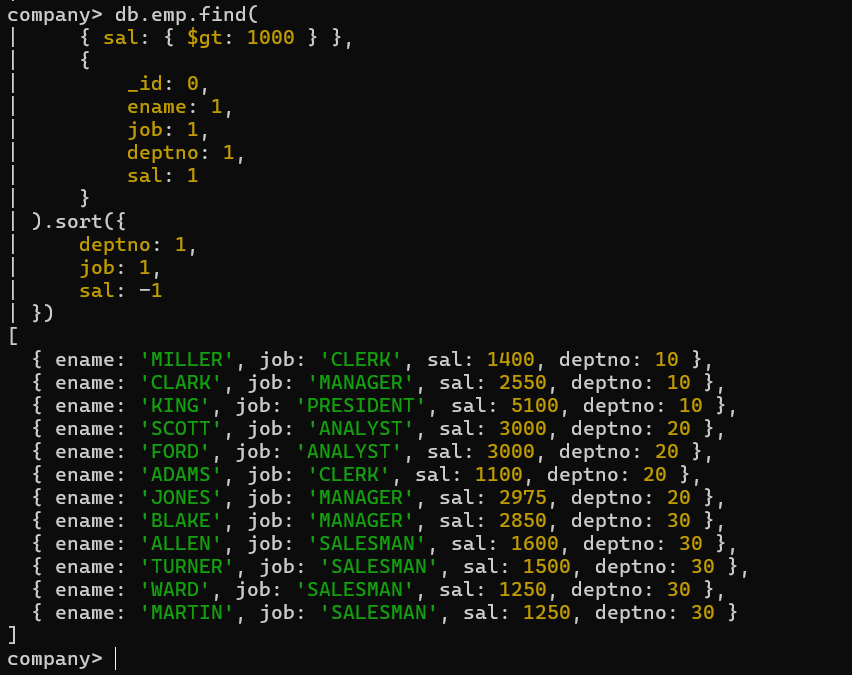 company> db.emp.find(
|     { sal: { $gt: 1000 } },
|     {
|         _id: 0,
|         ename: 1,
|         job: 1,
|         deptno: 1,
|         sal: 1
|     }
| ).sort({
|     deptno: 1,
|     job: 1,
|     sal: -1
| })
[
  { ename: 'MILLER', job: 'CLERK', sal: 1400, deptno: 10 },
  { ename: 'CLARK', job: 'MANAGER', sal: 2550, deptno: 10 },
  { ename: 'KING', job: 'PRESIDENT', sal: 5100, deptno: 10 },
  { ename: 'SCOTT', job: 'ANALYST', sal: 3000, deptno: 20 },
  { ename: 'FORD', job: 'ANALYST', sal: 3000, deptno: 20 },
  { ename: 'ADAMS', job: 'CLERK', sal: 1100, deptno: 20 },
  { ename: 'JONES', job: 'MANAGER', sal: 2975, deptno: 20 },
  { ename: 'BLAKE', job: 'MANAGER', sal: 2850, deptno: 30 },
  { ename: 'ALLEN', job: 'SALESMAN', sal: 1600, deptno: 30 },
  { ename: 'TURNER', job: 'SALESMAN', sal: 1500, deptno: 30 },
  { ename: 'WARD', job: 'SALESMAN', sal: 1250, deptno: 30 },
  { ename: 'MARTIN', job: 'SALESMAN', sal: 1250, deptno: 30 }
]
company>